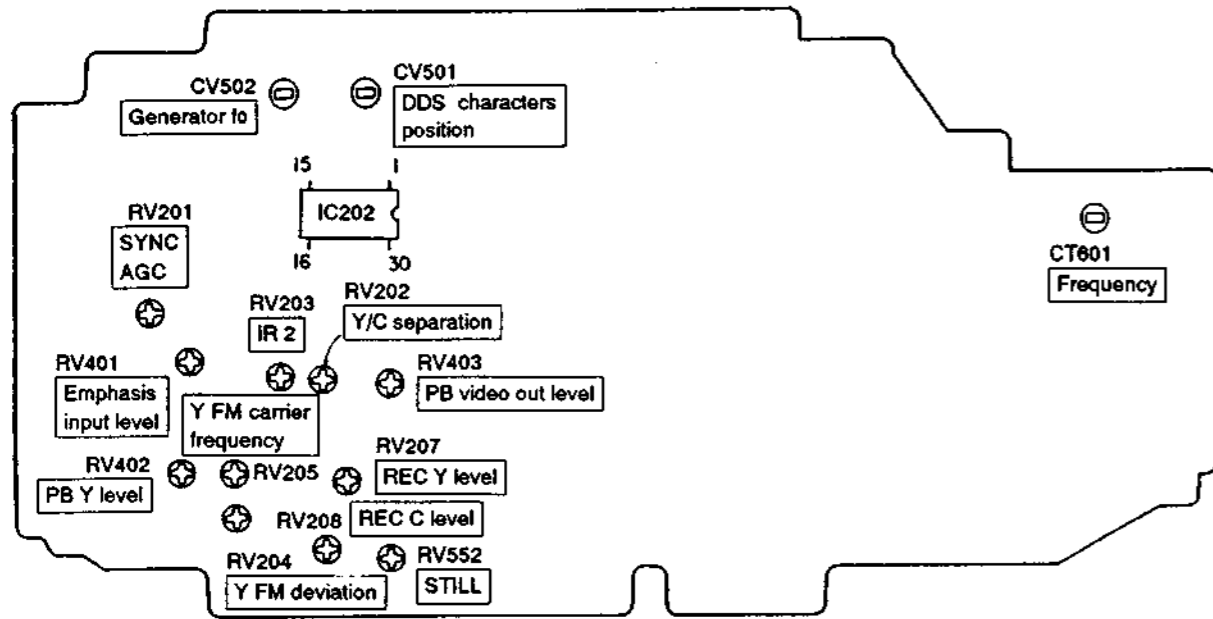 CV502
Generator fo
CV501
DDS characters
position
15
1
IC202
16
30
RV201
SYNC
AGC
CT601
Frequency
RV203
IR 2
RV202
Y/C separation
RV401
Emphasis
input level
Y FM carrier
frequency
RV403
PB video out level
RV402
PB Y level
RV205
RV207
REC Y level
RV208
REC C level
RV204
Y FM deviation
RV552
STILL